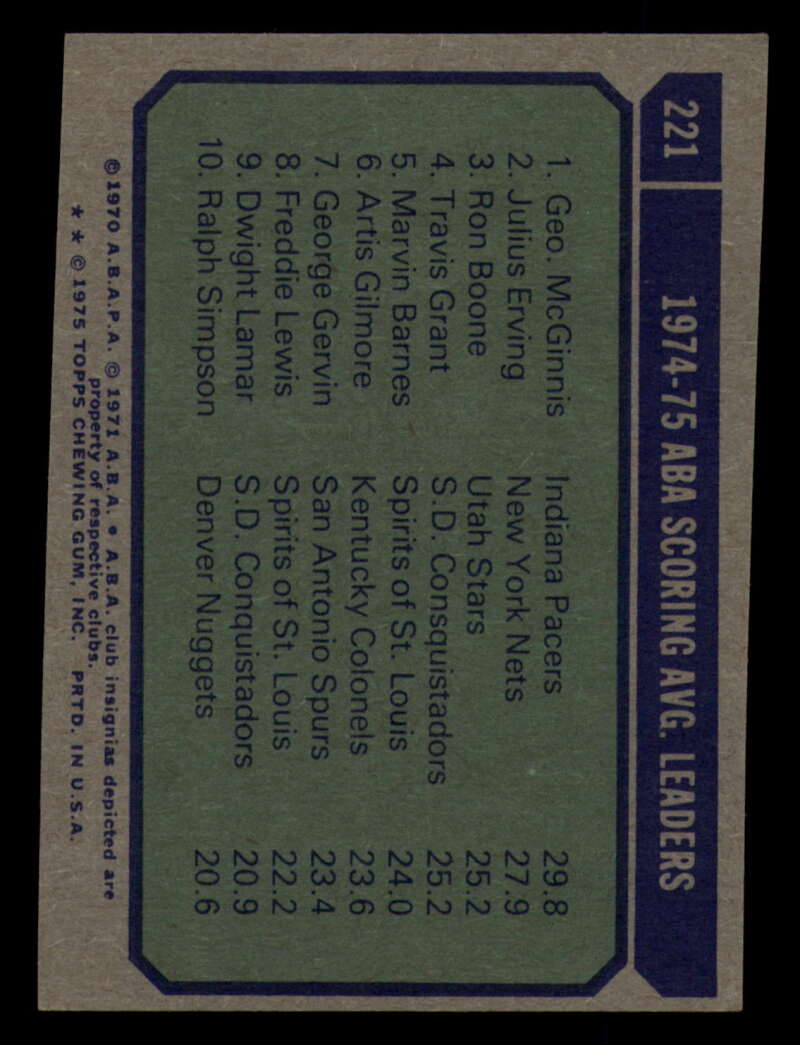 221
1974-75 ABA SCORING AVG. LEADERS
1. Geo. McGinnis Indiana Pacers 29.8
2. Julius Erving New York Nets 27.9
3. Ron Boone Utah Stars 25.2
4. Travis Grant S.D. Consquistadors 25.2
5. Marvin Barnes Spirits of St. Louis 24.0
6. Artis Gilmore Kentucky Colonels 23.6
7. George Gervin San Antonio Spurs 23.4
8. Freddie Lewis Spirits of St. Louis 22.2
9. Dwight Lamar S.D. Conquistadors 20.9
10. Ralph Simpson Denver Nuggets 20.6
© 1970 A.B.A.P.A. © 1971 A.B.A. • A.B.A. club insignias depicted are
property of respective clubs.
* * © 1975 TOPPS CHEWING GUM, INC. PRTD. IN U.S.A.